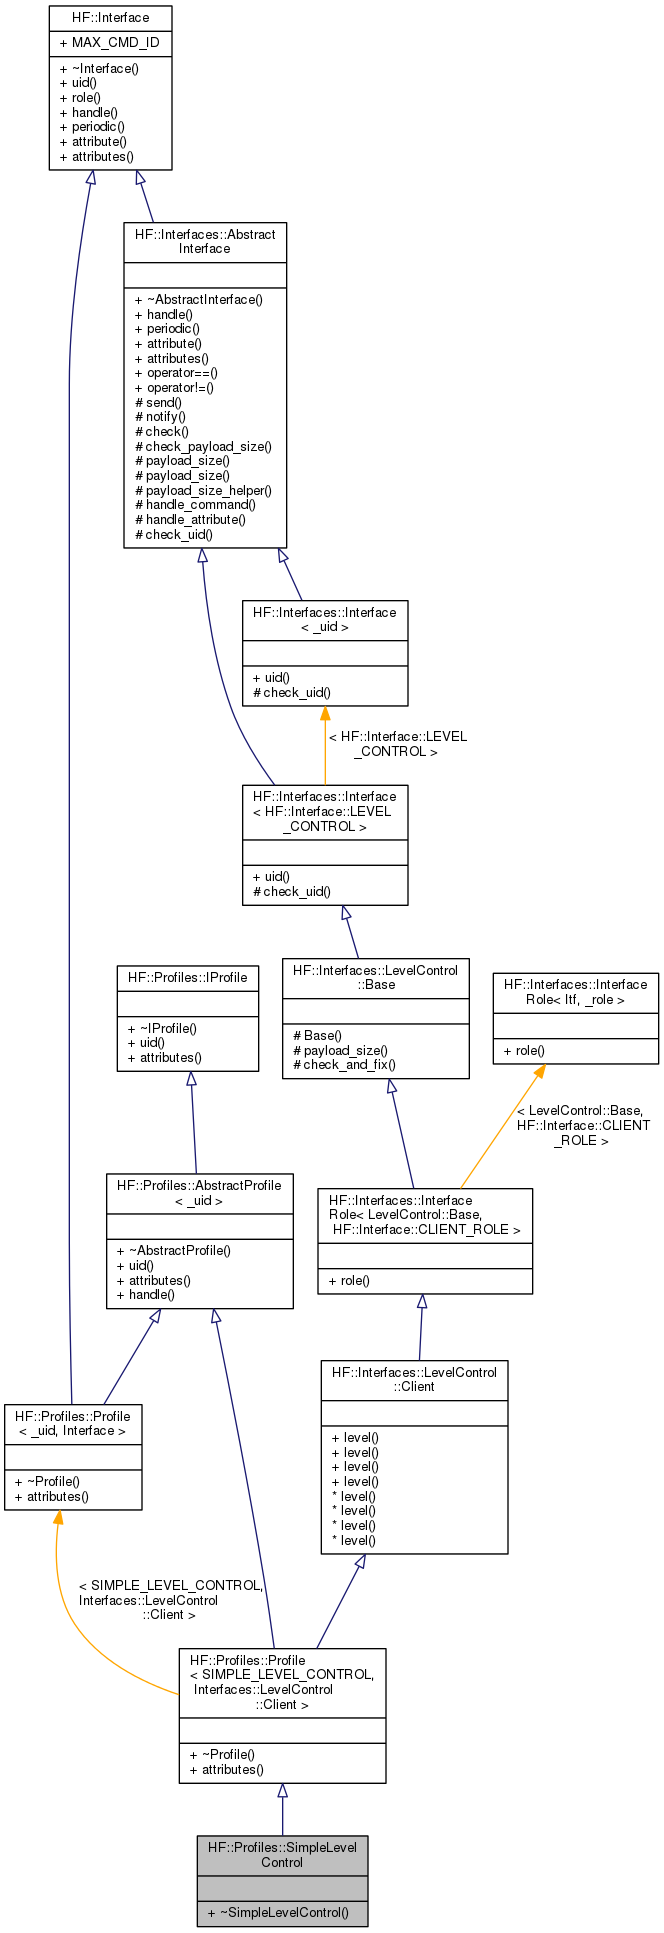 HF::Interface
+ MAX_CMD_ID
+ ~Interface()
+ uid()
+ role()
+ handle()
+ periodic()
+ attribute()
+ attributes()
HF::Interfaces::Abstract
Interface
+ ~AbstractInterface()
+ handle()
+ periodic()
+ attribute()
+ attributes()
+ operator==()
+ operator!=()
# send()
# notify()
# check()
# check_payload_size()
# payload_size()
# payload_size()
# payload_size_helper()
# handle_command()
# handle_attribute()
# check_uid()
HF::Interfaces::Interface
< _uid >
+ uid()
# check_uid()
< HF::Interface::LEVEL
_CONTROL >
HF::Interfaces::Interface
< HF::Interface::LEVEL
_CONTROL >
+ uid()
# check_uid()
HF::Profiles::IProfile
+ ~IProfile()
+ uid()
+ attributes()
HF::Interfaces::LevelControl
::Base
# Base()
# payload_size()
# check_and_fix()
HF::Interfaces::Interface
Role< Itf, _role >
+ role()
< LevelControl::Base,
HF::Interface::CLIENT
_ROLE >
HF::Profiles::AbstractProfile
< _uid >
+ ~AbstractProfile()
+ uid()
+ attributes()
+ handle()
HF::Interfaces::Interface
Role< LevelControl::Base,
HF::Interface::CLIENT_ROLE >
+ role()
HF::Interfaces::LevelControl
::Client
+ level()
+ level()
+ level()
+ level()
* level()
* level()
* level()
* level()
HF::Profiles::Profile
< _uid, Interface >
+ ~Profile()
+ attributes()
< SIMPLE_LEVEL_CONTROL,
Interfaces::LevelControl
::Client >
HF::Profiles::Profile
< SIMPLE_LEVEL_CONTROL,
Interfaces::LevelControl
::Client >
+ ~Profile()
+ attributes()
HF::Profiles::SimpleLevel
Control
+ ~SimpleLevelControl()